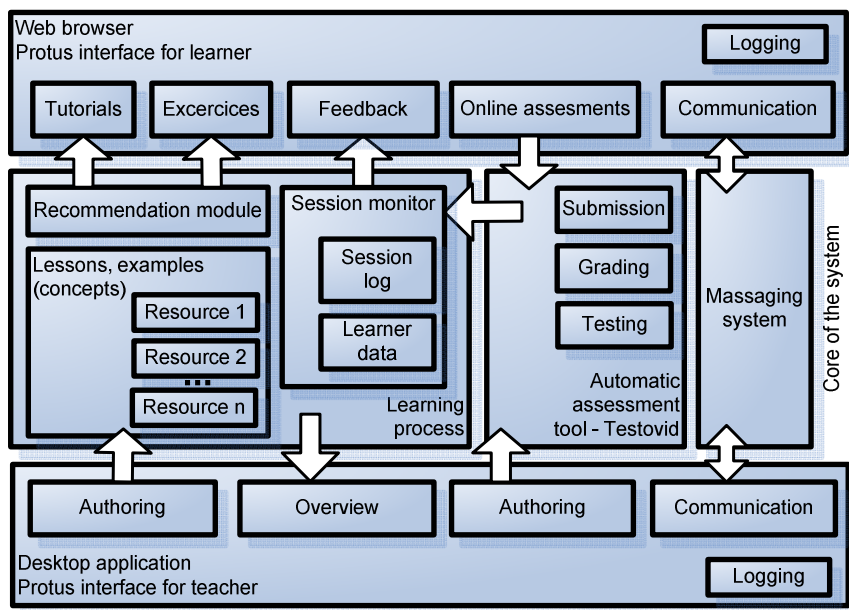 Web browser
Protus interface for learner
Logging
Tutorials
Excercices
Feedback
Online assesments
Communication
Recommendation module
Lessons, examples
(concepts)
Resource 1
Resource 2
...
Resource n
Session monitor
Session
log
Learner
data
Learning
process
Submission
Grading
Testing
Automatic
assessment
tool - Testovid
Massaging
system
Core of the system
Authoring
Overview
Authoring
Communication
Desktop application
Protus interface for teacher
Logging